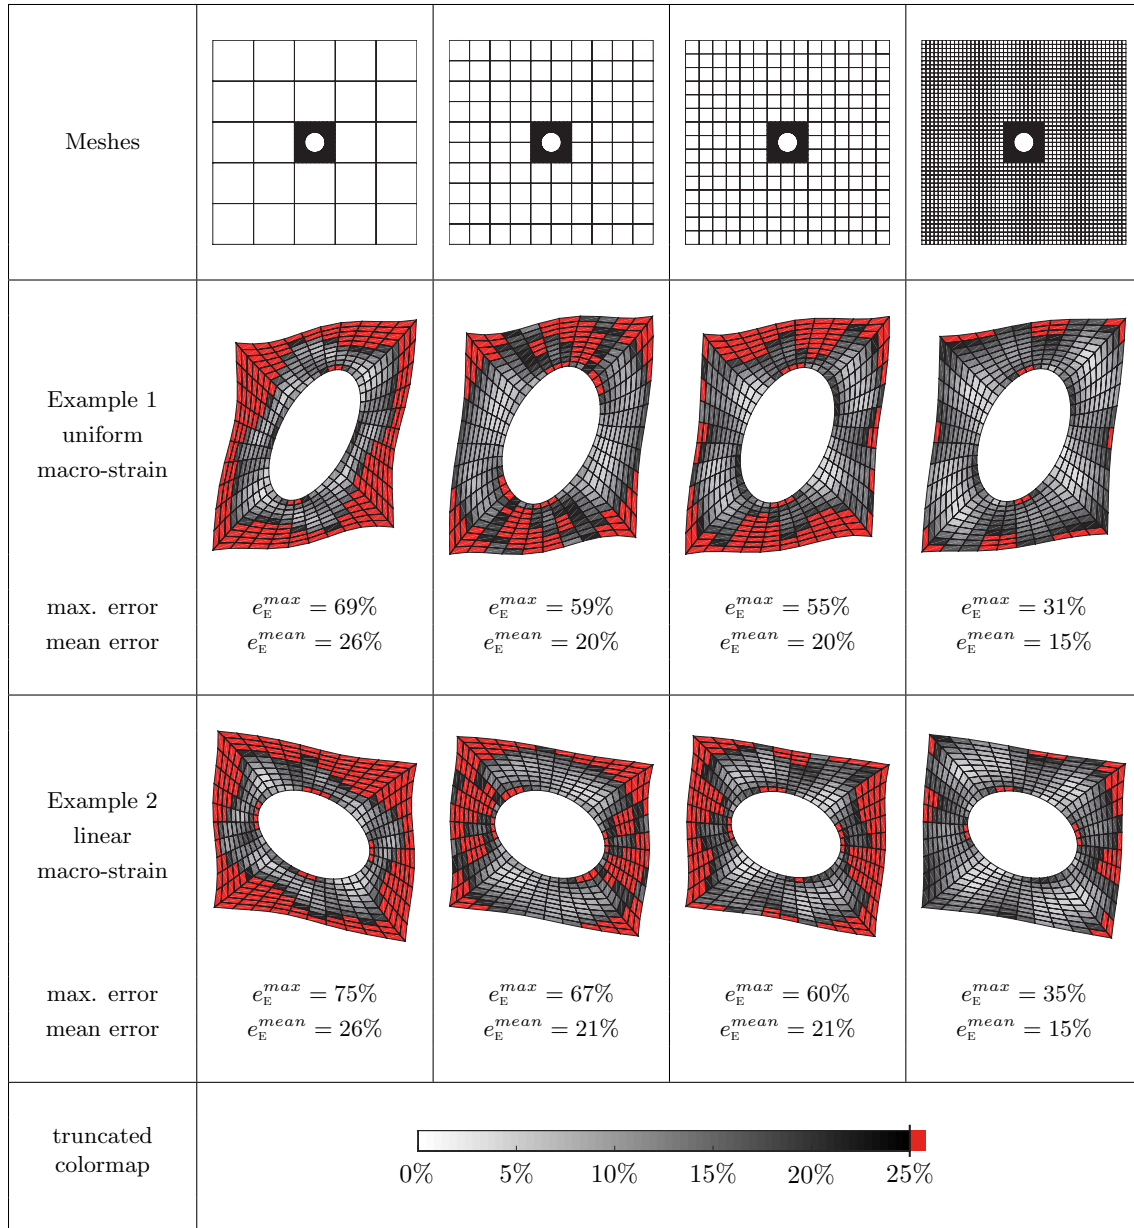 Meshes
Example 1
uniform
macro-strain
max. error
mean error
e_E^{max} = 69%
e_E^{mean} = 26%
e_E^{max} = 59%
e_E^{mean} = 20%
e_E^{max} = 55%
e_E^{mean} = 20%
e_E^{max} = 31%
e_E^{mean} = 15%
Example 2
linear
macro-strain
max. error
mean error
e_E^{max} = 75%
e_E^{mean} = 26%
e_E^{max} = 67%
e_E^{mean} = 21%
e_E^{max} = 60%
e_E^{mean} = 21%
e_E^{max} = 35%
e_E^{mean} = 15%
truncated
colormap
0% 5% 10% 15% 20% 25%